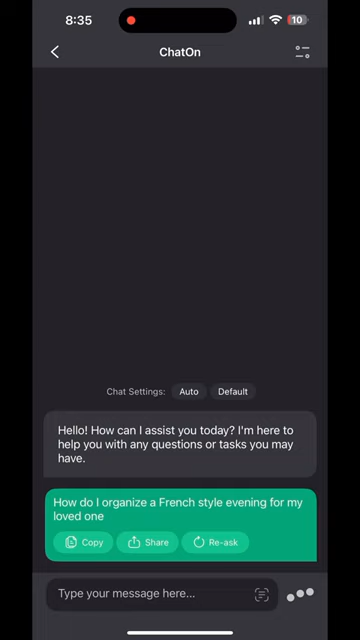 8:35
10
ChatOn
Chat Settings: Auto Default
Hello! How can I assist you today? I'm here to
help you with any questions or tasks you may
have.
How do I organize a French style evening for my
loved one
Copy Share Re-ask
Type your message here...